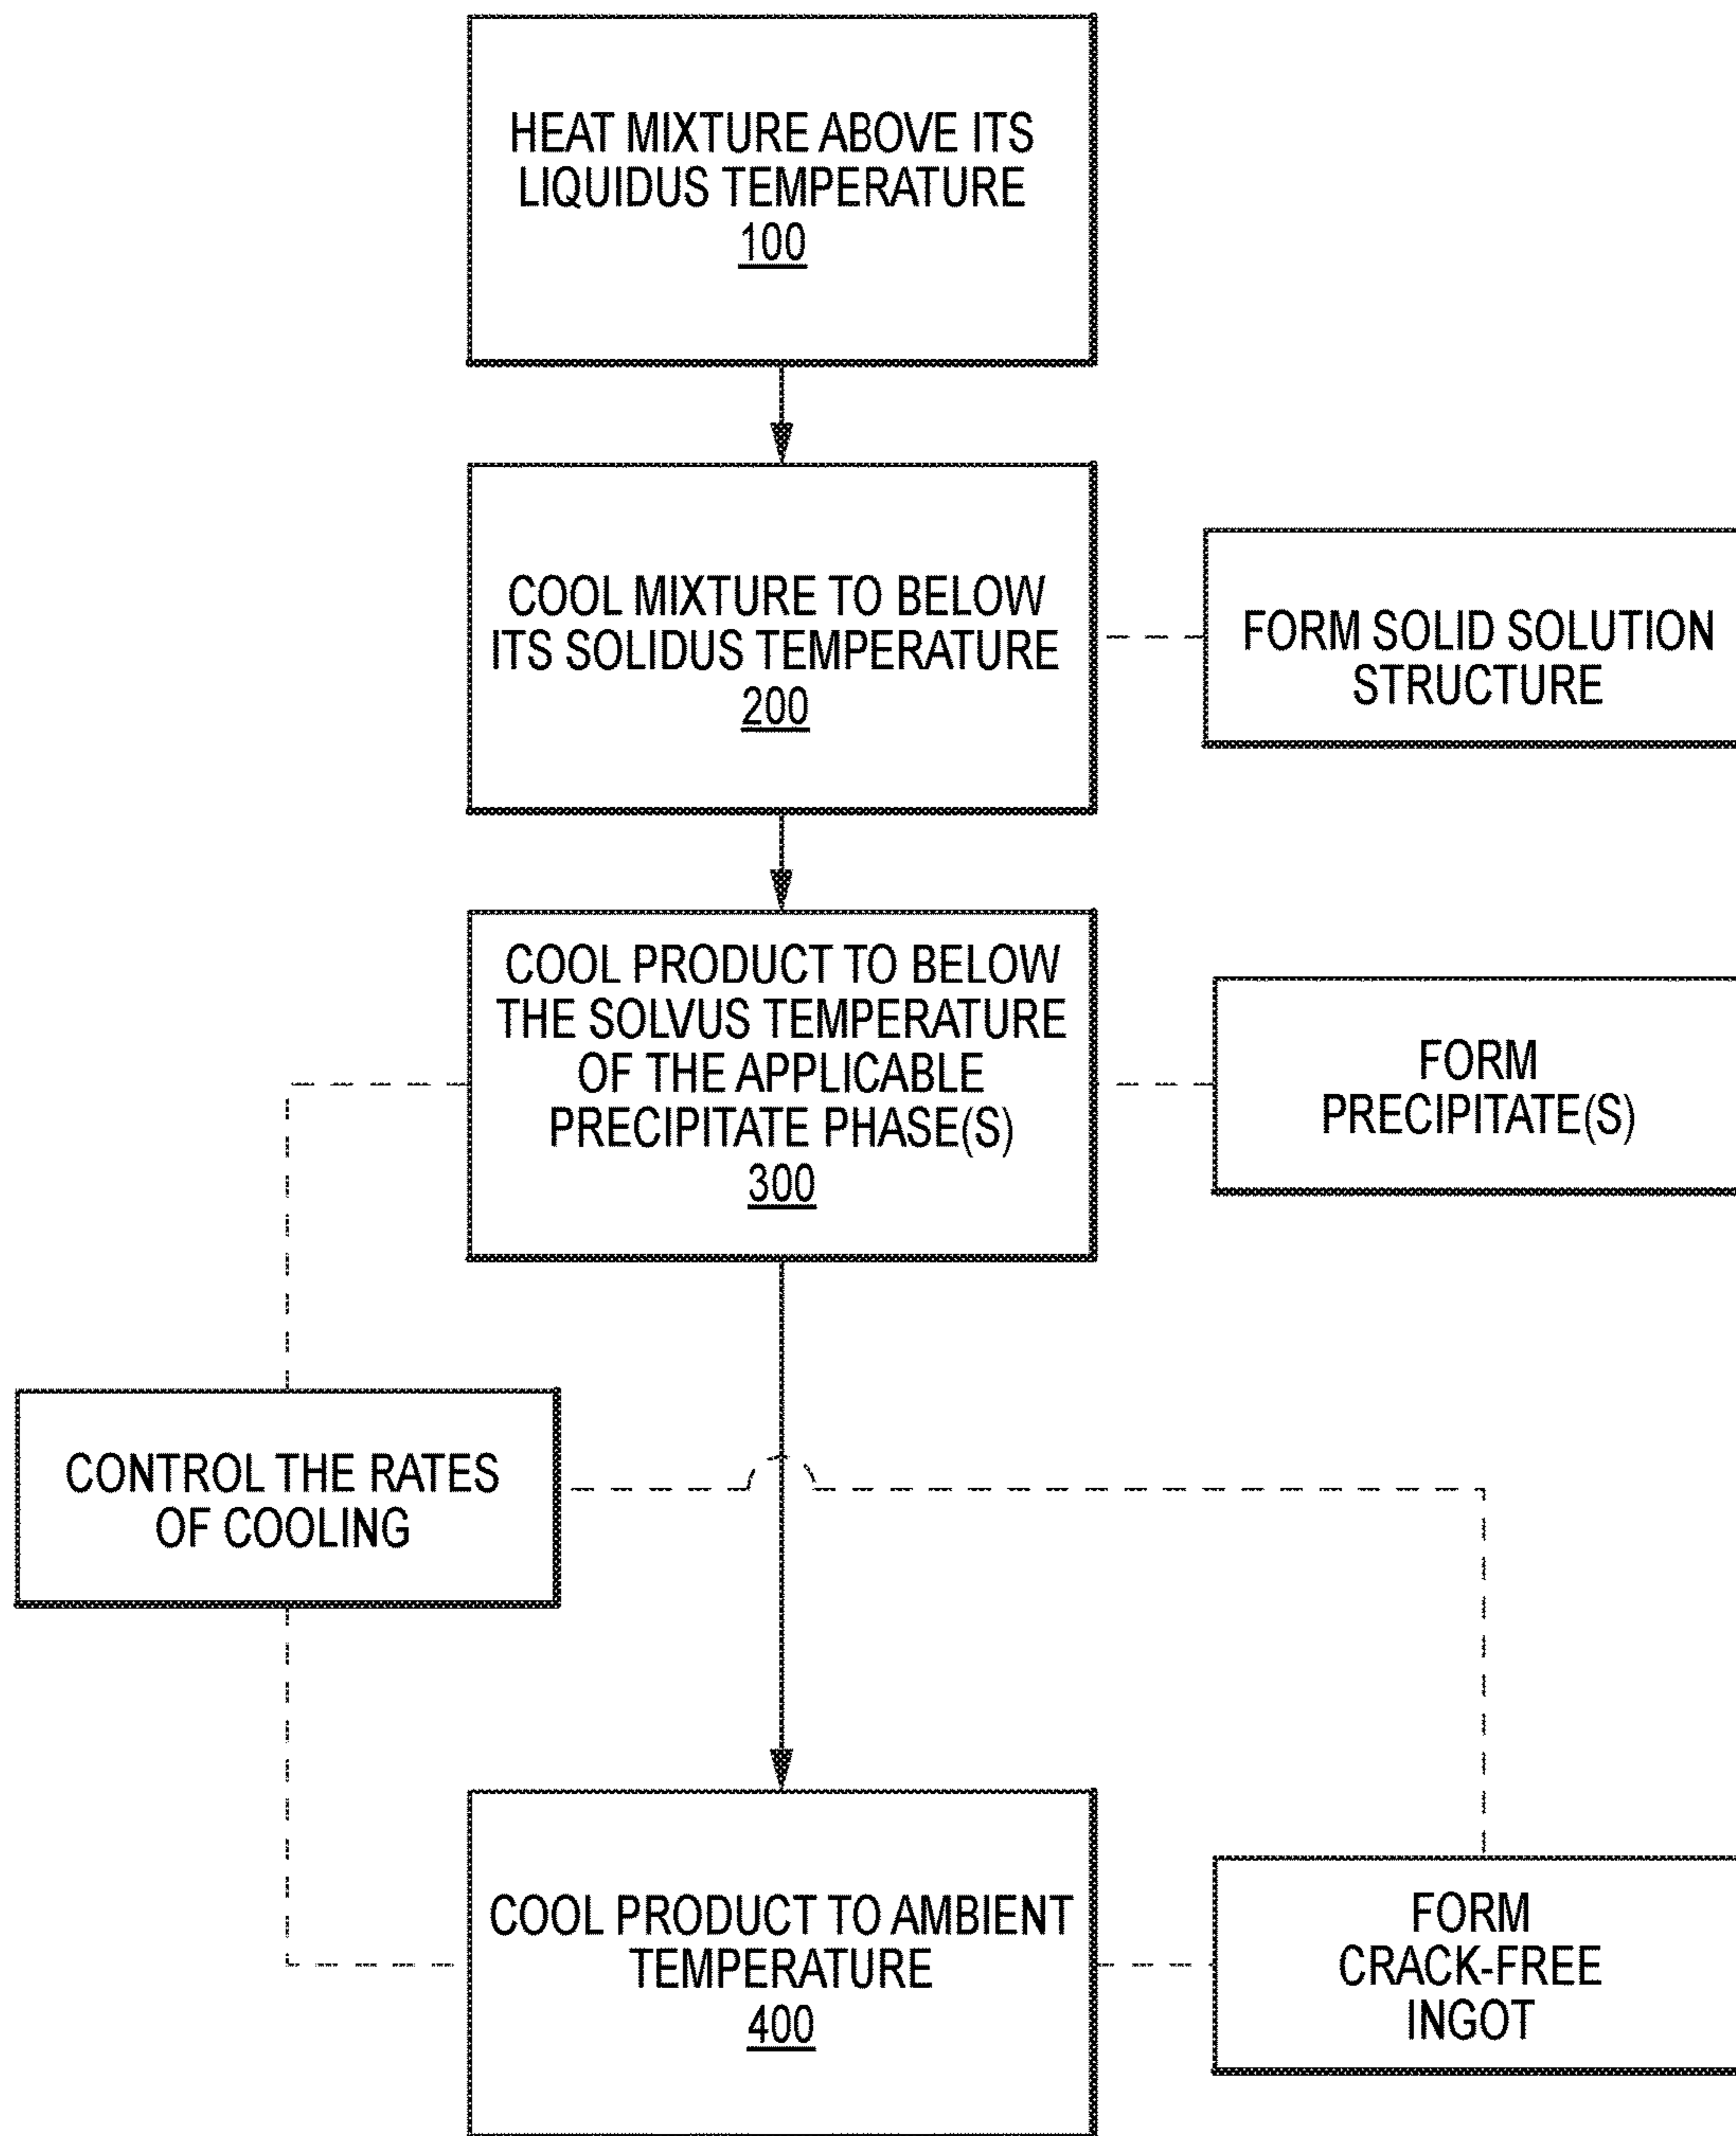 HEAT MIXTURE ABOVE ITS
LIQUIDUS TEMPERATURE
100
COOL MIXTURE TO BELOW
ITS SOLIDUS TEMPERATURE
200
FORM SOLID SOLUTION
STRUCTURE
COOL PRODUCT TO BELOW
THE SOLVUS TEMPERATURE
OF THE APPLICABLE
PRECIPITATE PHASE(S)
300
FORM
PRECIPITATE(S)
CONTROL THE RATES
OF COOLING
COOL PRODUCT TO AMBIENT
TEMPERATURE
400
FORM
CRACK-FREE
INGOT